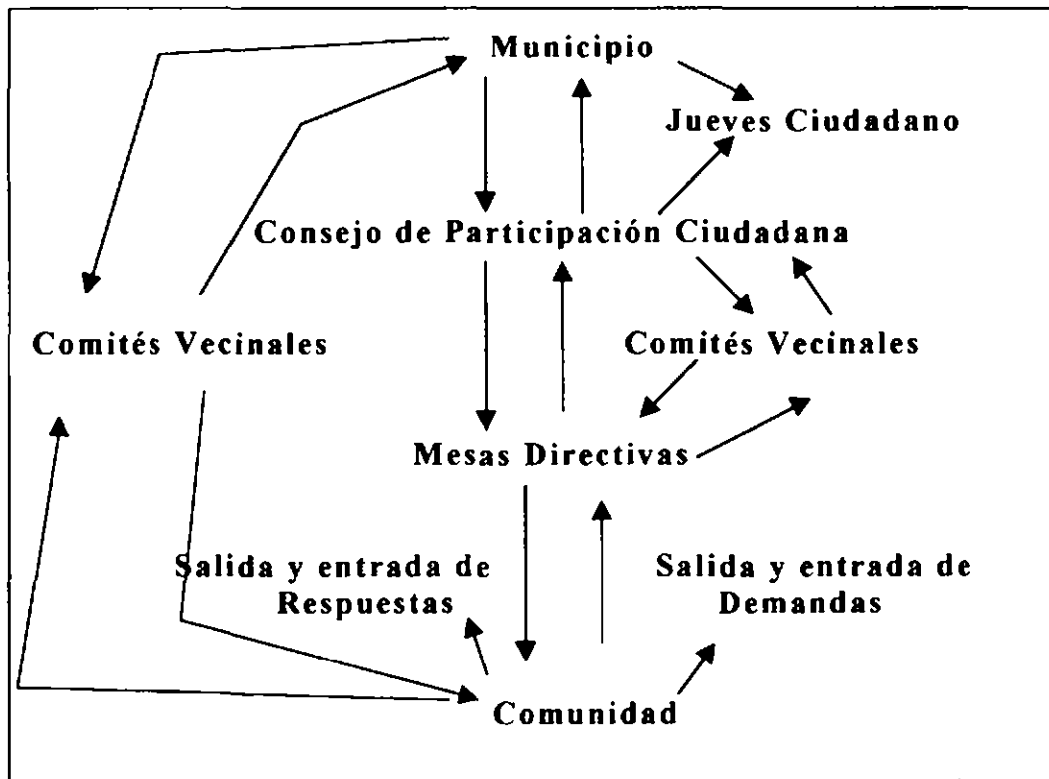 Municipio
Jueves Ciudadano
Consejo de Participación Ciudadana
Comités Vecinales
Comités Vecinales
Mesas Directivas
Salida y entrada de
Respuestas
Salida y entrada de
Demandas
Comunidad